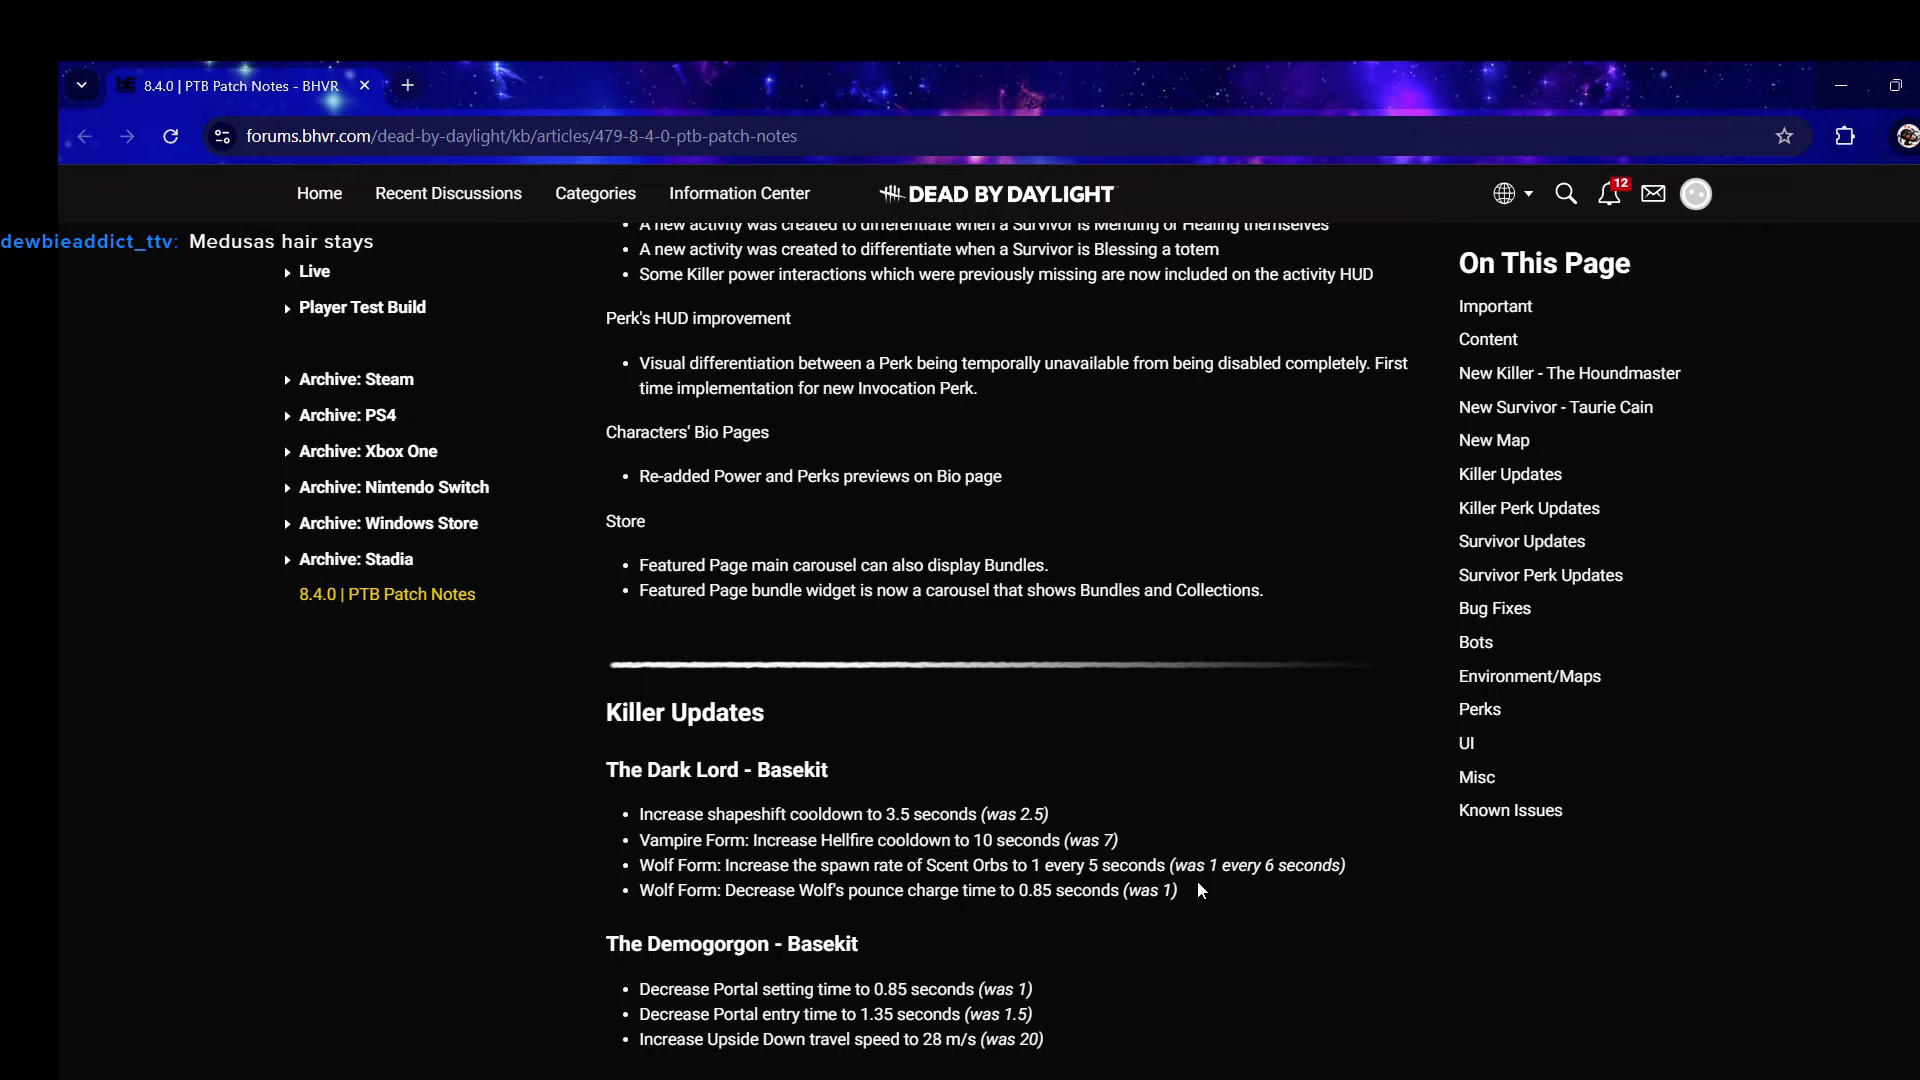 8.4.0 | PTB Patch Notes - BHVR
forums.bhvr.com/dead-by-daylight/kb/articles/479-8-4-0-ptb-patch-notes
Home
Recent Discussions
Categories
Information Center
DEAD BY DAYLIGHT
12
dewbieaddict_ttv: Medusas hair stays
Live
Player Test Build
Archive: Steam
Archive: PS4
Archive: Xbox One
Archive: Nintendo Switch
Archive: Windows Store
Archive: Stadia
8.4.0 | PTB Patch Notes
• A new activity was created to differentiate when a Survivor is Mending or Healing themselves
• A new activity was created to differentiate when a Survivor is Blessing a totem
• Some Killer power interactions which were previously missing are now included on the activity HUD
Perk's HUD improvement
• Visual differentiation between a Perk being temporally unavailable from being disabled completely. First
time implementation for new Invocation Perk.
Characters' Bio Pages
• Re-added Power and Perks previews on Bio page
Store
• Featured Page main carousel can also display Bundles.
• Featured Page bundle widget is now a carousel that shows Bundles and Collections.
Killer Updates
The Dark Lord - Basekit
• Increase shapeshift cooldown to 3.5 seconds (was 2.5)
• Vampire Form: Increase Hellfire cooldown to 10 seconds (was 7)
• Wolf Form: Increase the spawn rate of Scent Orbs to 1 every 5 seconds (was 1 every 6 seconds)
• Wolf Form: Decrease Wolf's pounce charge time to 0.85 seconds (was 1)
The Demogorgon - Basekit
• Decrease Portal setting time to 0.85 seconds (was 1)
• Decrease Portal entry time to 1.35 seconds (was 1.5)
• Increase Upside Down travel speed to 28 m/s (was 20)
On This Page
Important
Content
New Killer - The Houndmaster
New Survivor - Taurie Cain
New Map
Killer Updates
Killer Perk Updates
Survivor Updates
Survivor Perk Updates
Bug Fixes
Bots
Environment/Maps
Perks
UI
Misc
Known Issues